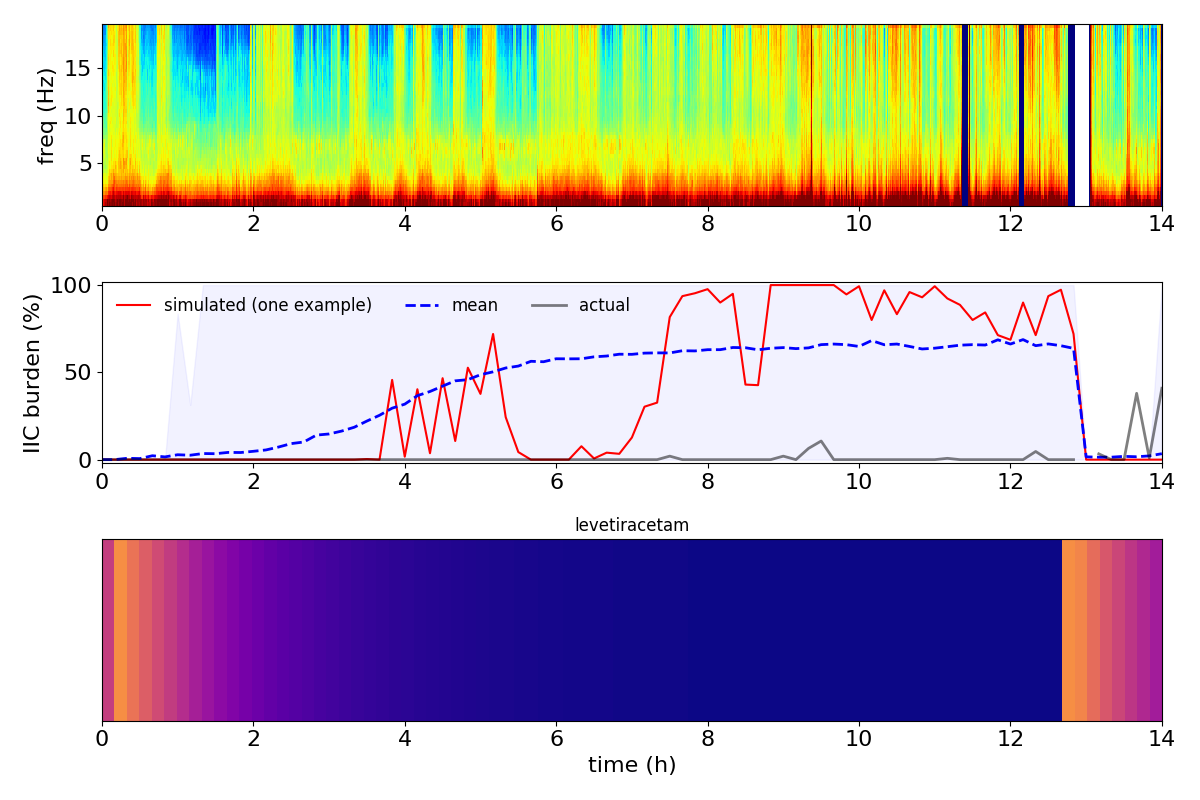 freq (Hz)
15
10
5
0 2 4 6 8 10 12 14
IIC burden (%)
100
50
0
simulated (one example) mean actual
0 2 4 6 8 10 12 14
levetiracetam
0 2 4 6 8 10 12 14
time (h)